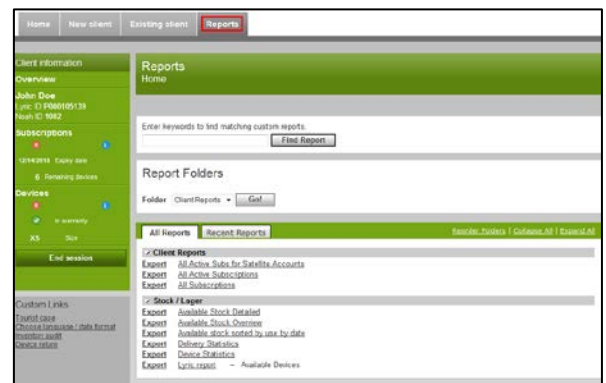 Home New client Existing client Reports
Client information
Overview
John Doe
Lyric ID P080105139
Noah ID 1082
Subscriptions
12/14/2010 Expiry date
6 Remaining devices
Devices
In warranty
XS Size
End session
Custom Links
Tourist case
Choose language / date format
Inventory audit
Device return
Reports
Home
Enter keywords to find matching custom reports.
Find Report
Report Folders
Folder Client Reports Go!
All Reports Recent Reports Reorder Folders | Collapse All | Expand All
Client Reports
Export All Active Subs for Satellite Accounts
Export All Active Subscriptions
Export All Subscriptions
Stock / Lager
Export Available Stock Detailed
Export Available Stock Overview
Export Available stock sorted by use by date
Export Delivery Statistics
Export Device Statistics
Export Lyric report – Available Devices